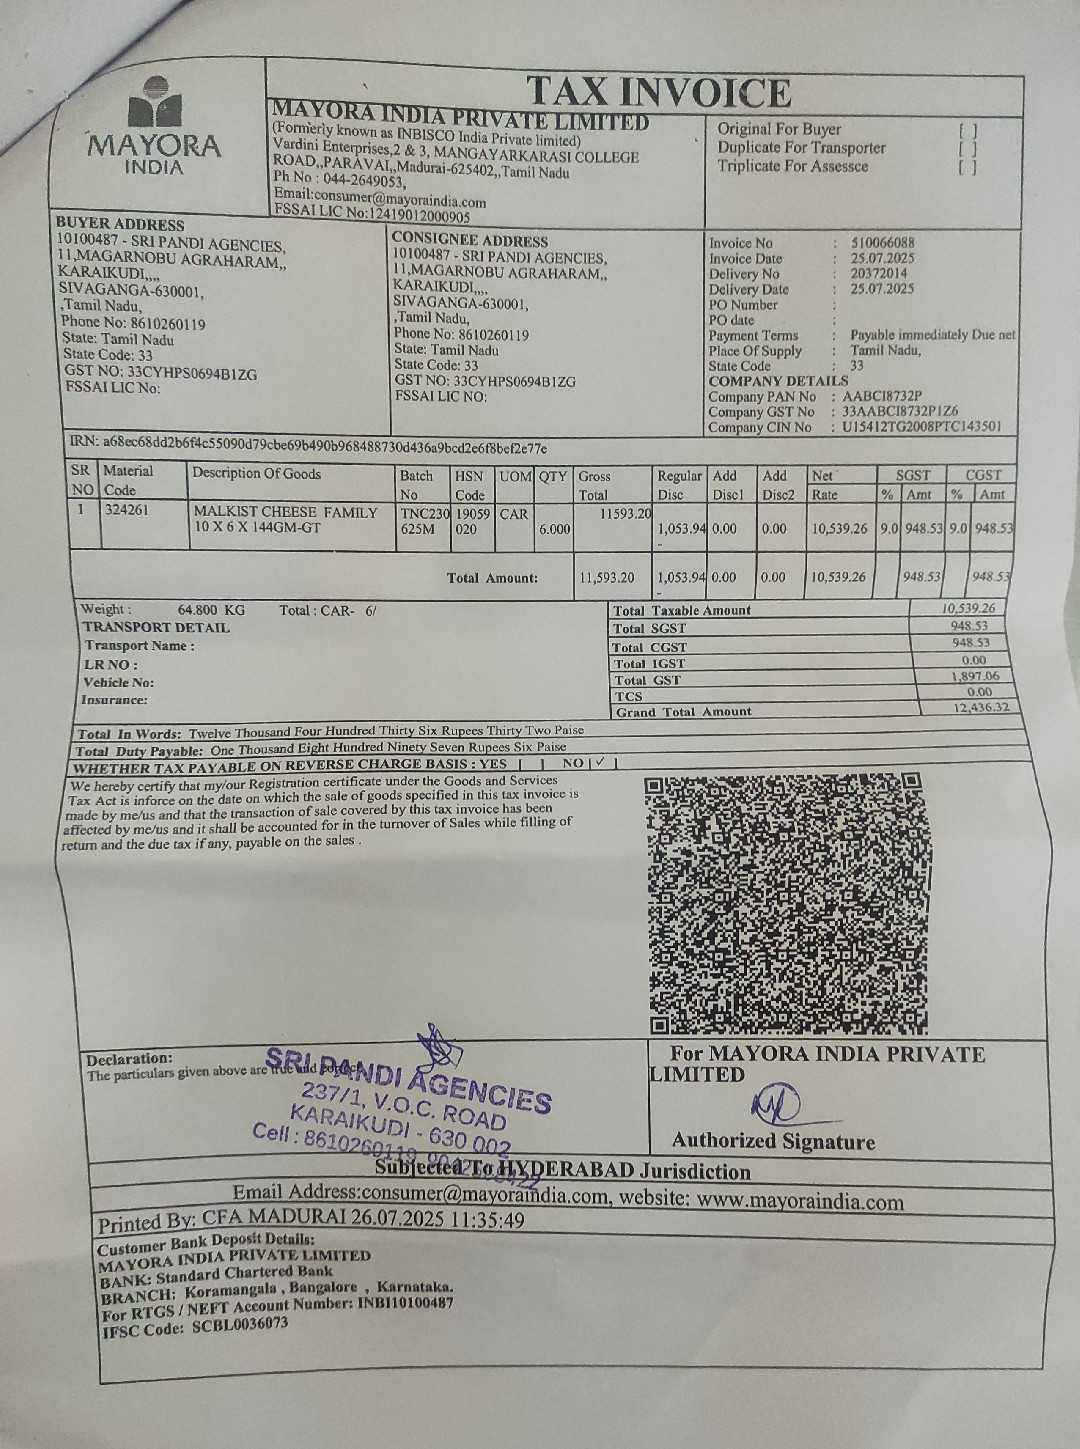 MAYORA
INDIA
TAX INVOICE
MAYORA INDIA PRIVATE LIMITED
(Formerly known as INBISCO India Private limited)
Vardini Enterprises,2 & 3, MANGAYARKARASI COLLEGE
ROAD,,PARAVAI,,Madurai-625402,,Tamil Nadu
Ph No : 044-2649053,
Email:consumer@mayoraindia.com
FSSAI LIC No:12419012000905
Original For Buyer [ ]
Duplicate For Transporter [ ]
Triplicate For Assessce [ ]
BUYER ADDRESS
10100487 - SRI PANDI AGENCIES,
11,MAGARNOBU AGRAHARAM,,
KARAIKUDI,,,,
SIVAGANGA-630001,
,Tamil Nadu,
Phone No: 8610260119
State: Tamil Nadu
State Code: 33
GST NO: 33CYHPS0694B1ZG
FSSAI LIC No:
CONSIGNEE ADDRESS
10100487 - SRI PANDI AGENCIES,
11,MAGARNOBU AGRAHARAM,,
KARAIKUDI,,,,
SIVAGANGA-630001,
,Tamil Nadu,
Phone No: 8610260119
State: Tamil Nadu
State Code: 33
GST NO: 33CYHPS0694B1ZG
FSSAI LIC NO:
Invoice No : 510066088
Invoice Date : 25.07.2025
Delivery No : 20372014
Delivery Date : 25.07.2025
PO Number :
PO date :
Payment Terms : Payable immediately Due net
Place Of Supply : Tamil Nadu,
State Code : 33
COMPANY DETAILS
Company PAN No : AABCI8732P
Company GST No : 33AABCI8732P1Z6
Company CIN No : U15412TG2008PTC143501
IRN: a68ec68dd2b6f4c55090d79cbe69b490b968488730d436a9bcd2e6f8bef2e77e
SR NO Material Code Description Of Goods Batch No HSN Code UOM QTY Gross Total Regular Disc Add Disc1 Add Disc2 Net Rate SGST % Amt CGST % Amt
1 324261 MALKIST CHEESE FAMILY TNC230 19059 CAR 11593.20
10 X 6 X 144GM-GT 625M 020 6.000 1,053.94 0.00 0.00 10,539.26 9.0 948.53 9.0 948.53
-
Total Amount: 11,593.20 1,053.94 0.00 0.00 10,539.26 948.53 948.53
-
Weight : 64.800 KG Total : CAR- 6/
TRANSPORT DETAIL
Transport Name :
LR NO :
Vehicle No:
Insurance:
Total Taxable Amount 10,539.26
Total SGST 948.53
Total CGST 948.53
Total IGST 0.00
Total GST 1,897.06
TCS 0.00
Grand Total Amount 12,436.32
Total In Words: Twelve Thousand Four Hundred Thirty Six Rupees Thirty Two Paise
Total Duty Payable: One Thousand Eight Hundred Ninety Seven Rupees Six Paise
WHETHER TAX PAYABLE ON REVERSE CHARGE BASIS : YES [ ] NO [✓]
We hereby certify that my/our Registration certificate under the Goods and Services
Tax Act is inforce on the date on which the sale of goods specified in this tax invoice is
made by me/us and that the transaction of sale covered by this tax invoice has been
affected by me/us and it shall be accounted for in the turnover of Sales while filling of
return and the due tax if any, payable on the sales .
Declaration:
The particulars given above are true and correct
SRI PANDI AGENCIES
237/1, V.O.C. ROAD
KARAIKUDI - 630 002
Cell : 8610260119
For MAYORA INDIA PRIVATE
LIMITED
Authorized Signature
Subjected To HYDERABAD Jurisdiction
Email Address:consumer@mayoraindia.com, website: www.mayoraindia.com
Printed By: CFA MADURAI 26.07.2025 11:35:49
Customer Bank Deposit Details:
MAYORA INDIA PRIVATE LIMITED
BANK: Standard Chartered Bank
BRANCH: Koramangala , Bangalore , Karnataka.
For RTGS / NEFT Account Number: INBI10100487
IFSC Code: SCBL0036073